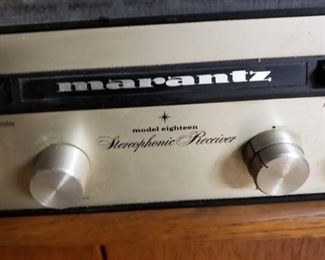 marantz
model eighteen
Stereophonic Receiver